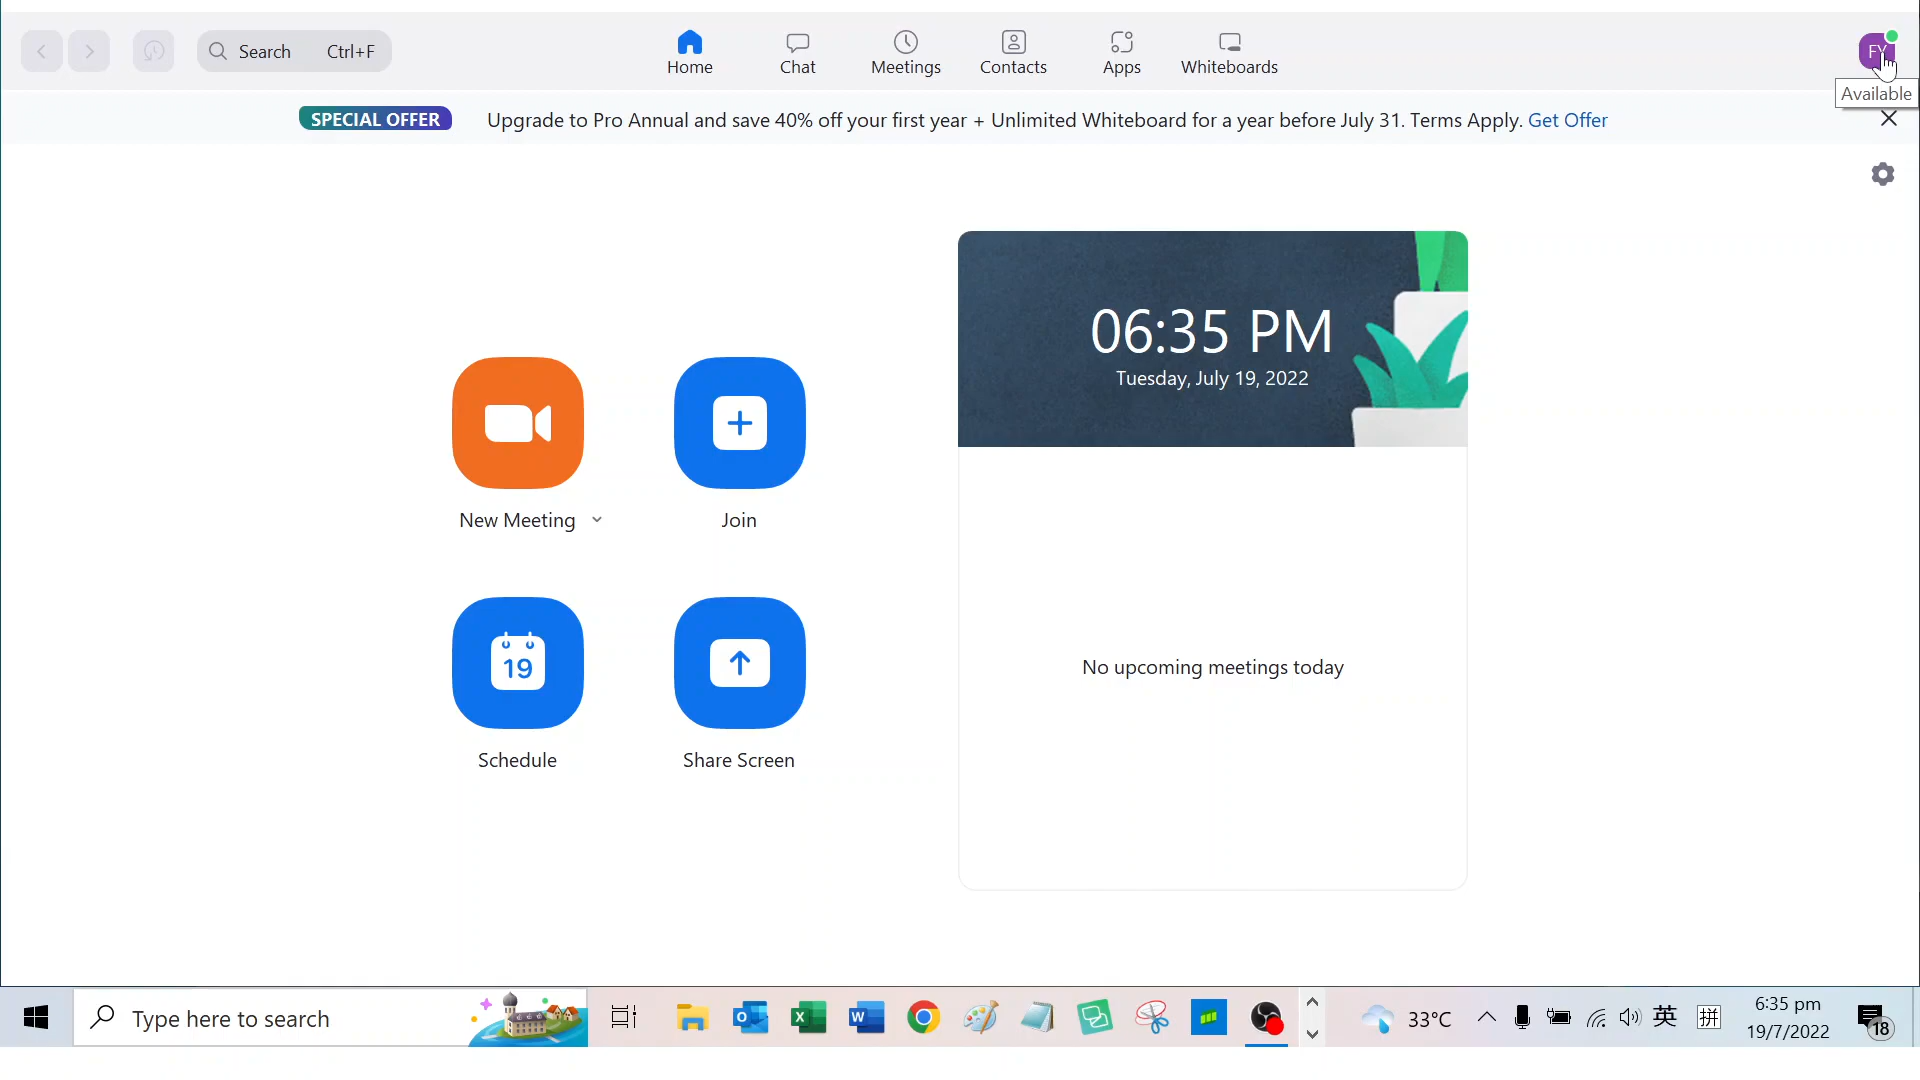 Search Ctrl+F
Home
Chat
Meetings
Contacts
Apps
Whiteboards
FY
Available
SPECIAL OFFER
Upgrade to Pro Annual and save 40% off your first year + Unlimited Whiteboard for a year before July 31. Terms Apply. Get Offer
06:35 PM
Tuesday, July 19, 2022
New Meeting
Join
19
Schedule
Share Screen
No upcoming meetings today
Type here to search
33°C
英
拼
6:35 pm
19/7/2022
18